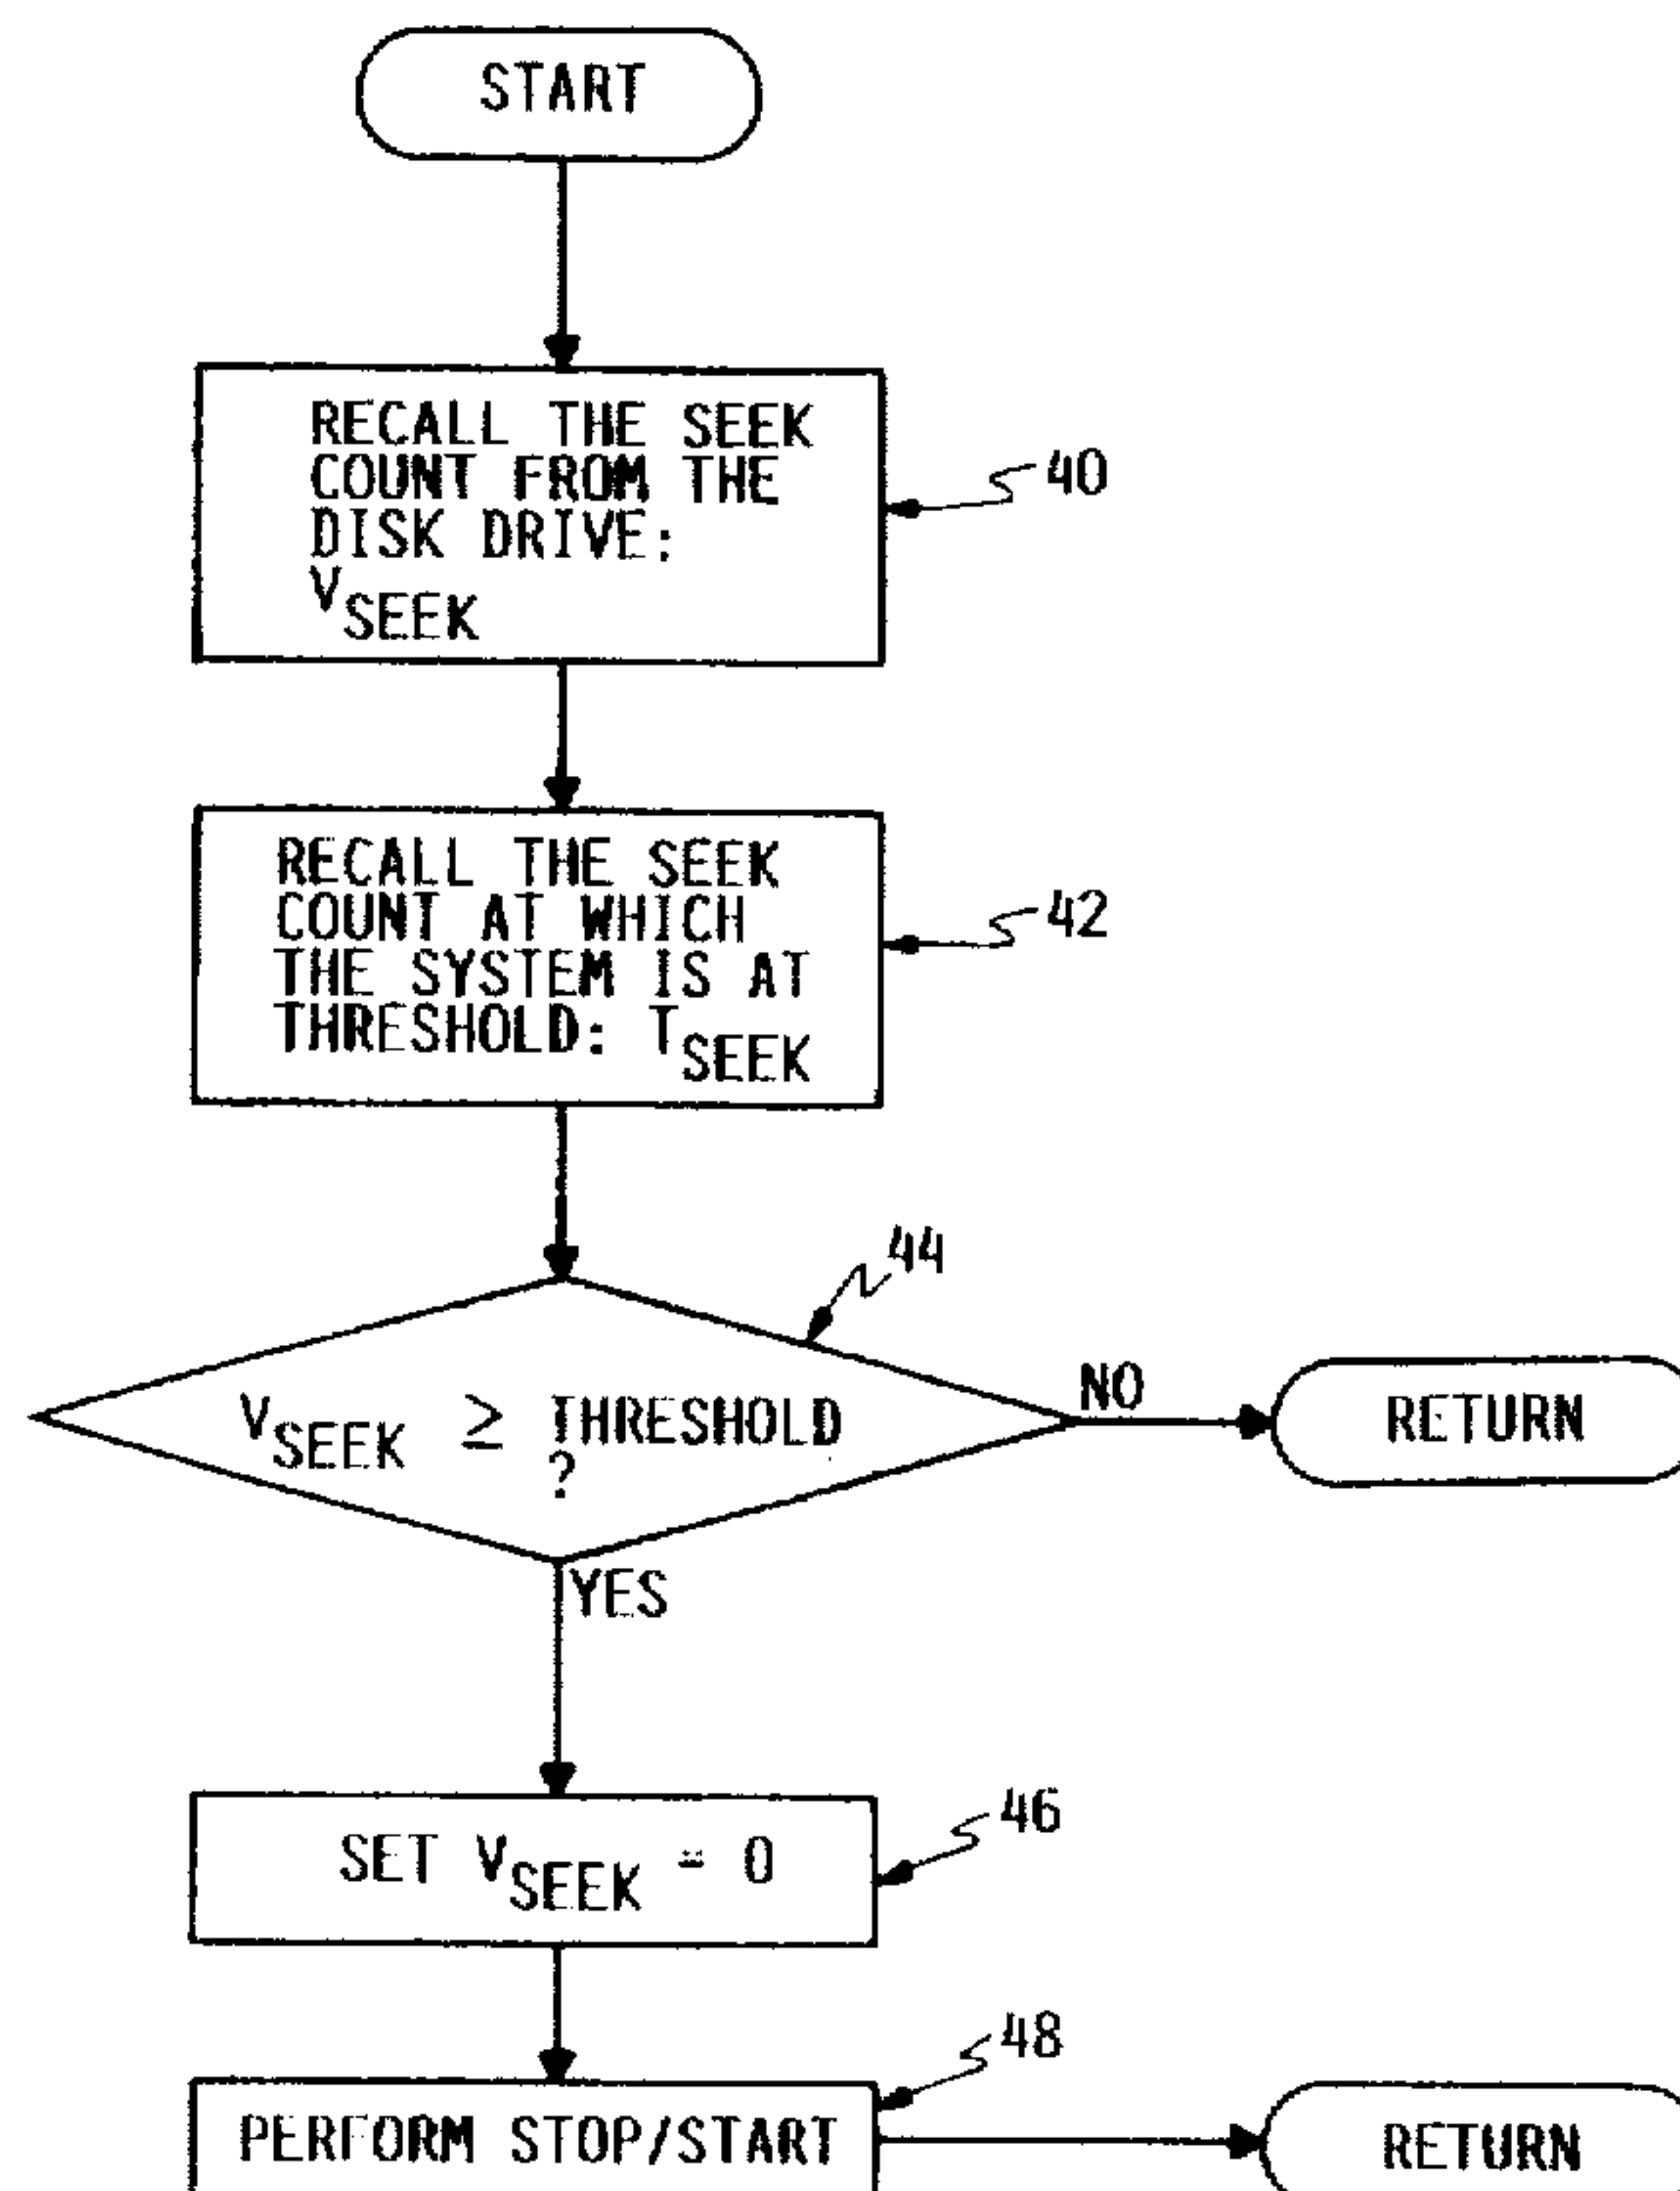 START
RECALL THE SEEK
COUNT FROM THE
DISK DRIVE:
VSEEK
40
RECALL THE SEEK
COUNT AT WHICH
THE SYSTEM IS AT
THRESHOLD: TSEEK
42
44
VSEEK ≥ THRESHOLD
?
NO
RETURN
YES
SET VSEEK = 0
46
48
PERFORM STOP/START
RETURN